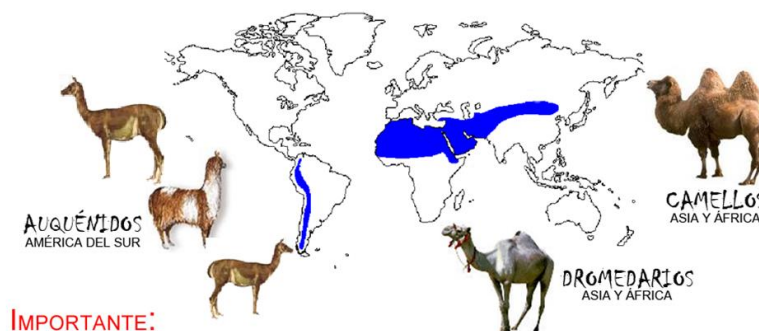 AUQUÉNIDOS
AMÉRICA DEL SUR
CAMELLOS
ASIA Y ÁFRICA
DROMEDARIOS
ASIA Y ÁFRICA
IMPORTANTE: